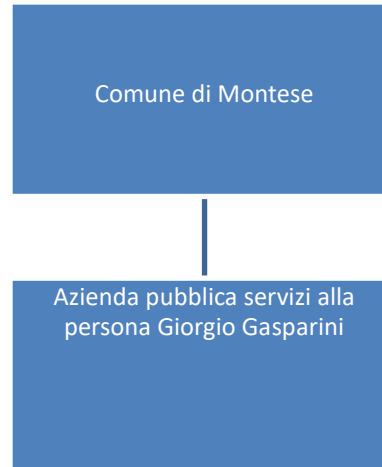 Comune di Montese
Azienda pubblica servizi alla
persona Giorgio Gasparini